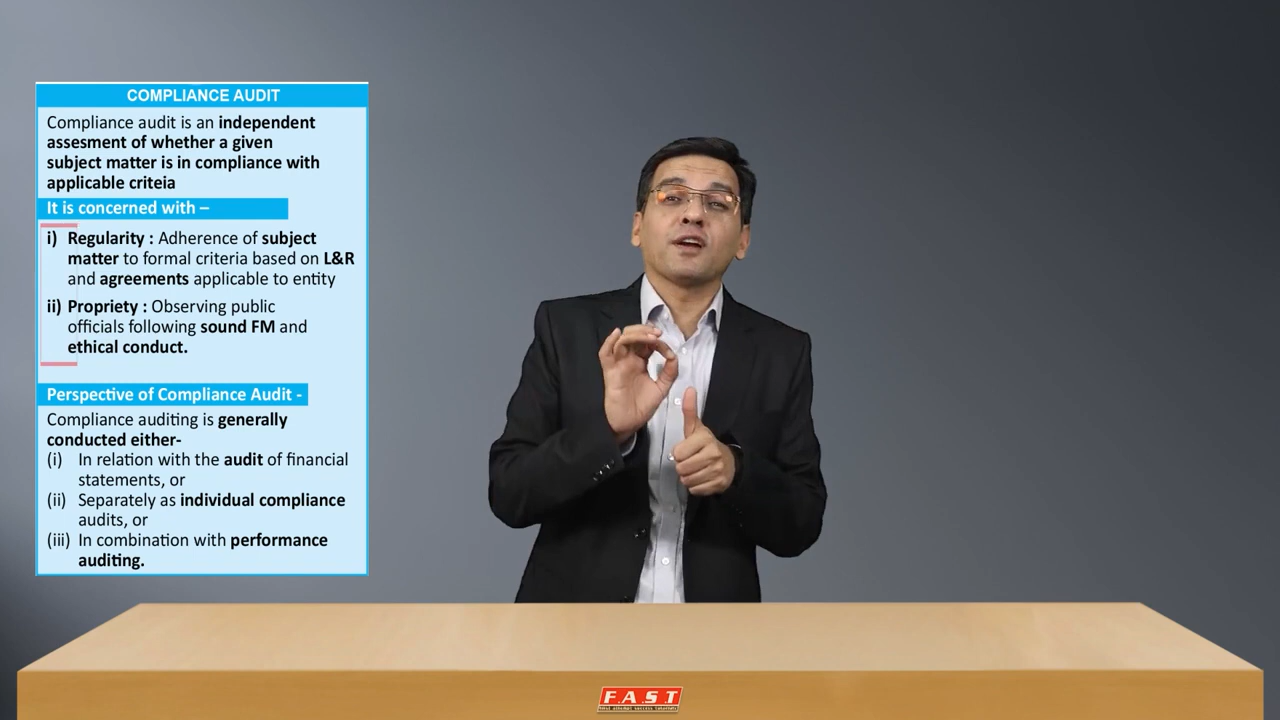 COMPLIANCE AUDIT
Compliance audit is an independent
assesment of whether a given
subject matter is in compliance with
applicable criteia
It is concerned with –
i) Regularity : Adherence of subject
matter to formal criteria based on L&R
and agreements applicable to entity
ii) Propriety : Observing public
officials following sound FM and
ethical conduct.
Perspective of Compliance Audit -
Compliance auditing is generally
conducted either-
(i) In relation with the audit of financial
statements, or
(ii) Separately as individual compliance
audits, or
(iii) In combination with performance
auditing.
F.A.S.T